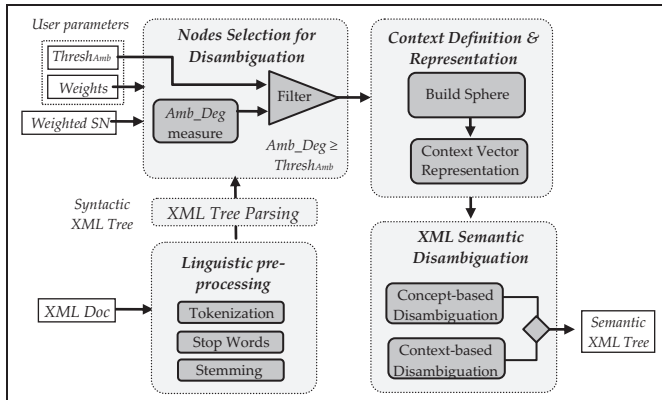 User parameters
ThreshAmb
Weights
Weighted SN
Nodes Selection for
Disambiguation
Amb_Deg
measure
Filter
Amb_Deg ≥
ThreshAmb
Context Definition &
Representation
Build Sphere
Context Vector
Representation
Syntactic
XML Tree
XML Tree Parsing
Linguistic pre-
processing
XML Doc
Tokenization
Stop Words
Stemming
XML Semantic
Disambiguation
Concept-based
Disambiguation
Context-based
Disambiguation
Semantic
XML Tree